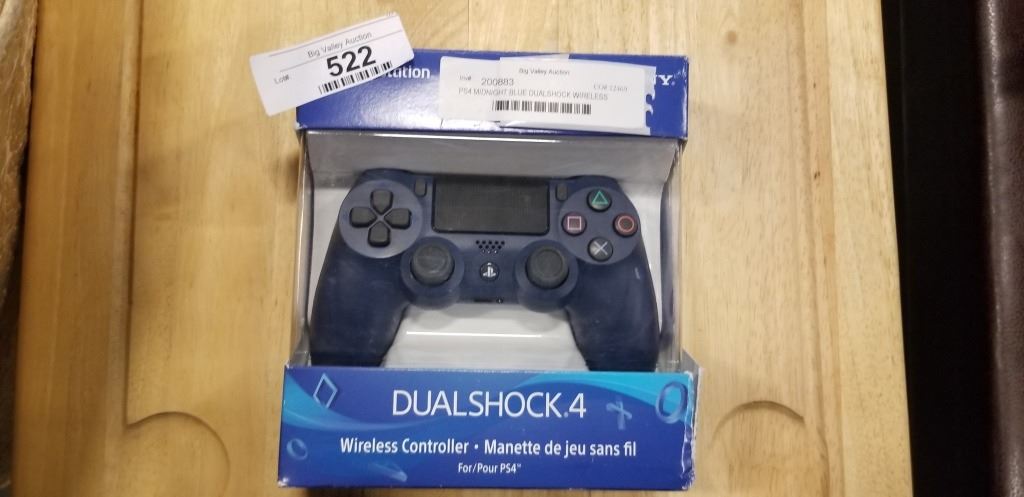 Big Valley Auction
Lot#:
522
Big Valley Auction
Inv#
200883
PS4 MIDNIGHT BLUE DUALSHOCK WIRELESS
DUALSHOCK.4
Wireless Controller • Manette de jeu sans fil
For/Pour PS4™